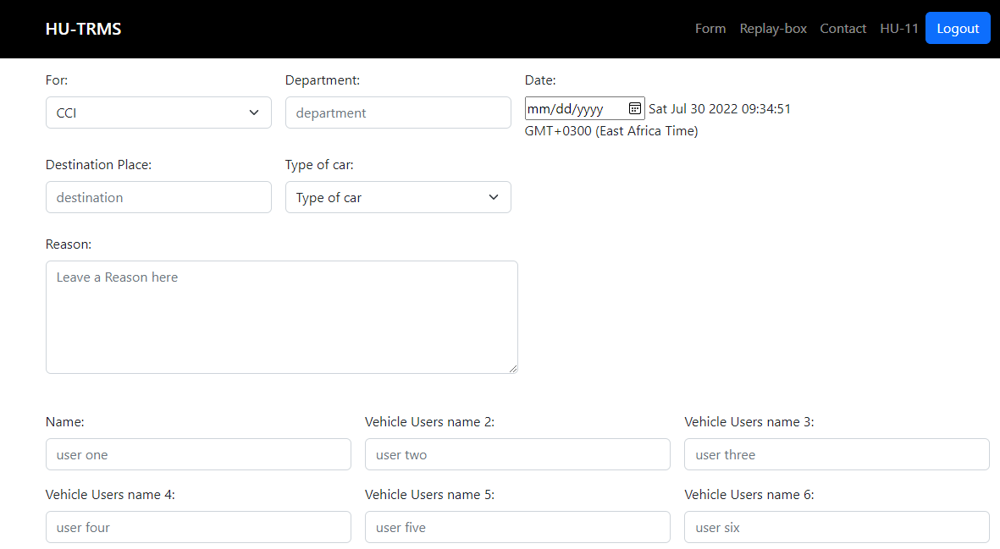 HU-TRMS Form Replay-box Contact HU-11 Logout
For: Department: Date:
CCI department mm/dd/yyyy Sat Jul 30 2022 09:34:51
GMT+0300 (East Africa Time)
Destination Place: Type of car:
destination Type of car
Reason:
Leave a Reason here
Name: Vehicle Users name 2: Vehicle Users name 3:
user one user two user three
Vehicle Users name 4: Vehicle Users name 5: Vehicle Users name 6:
user four user five user six